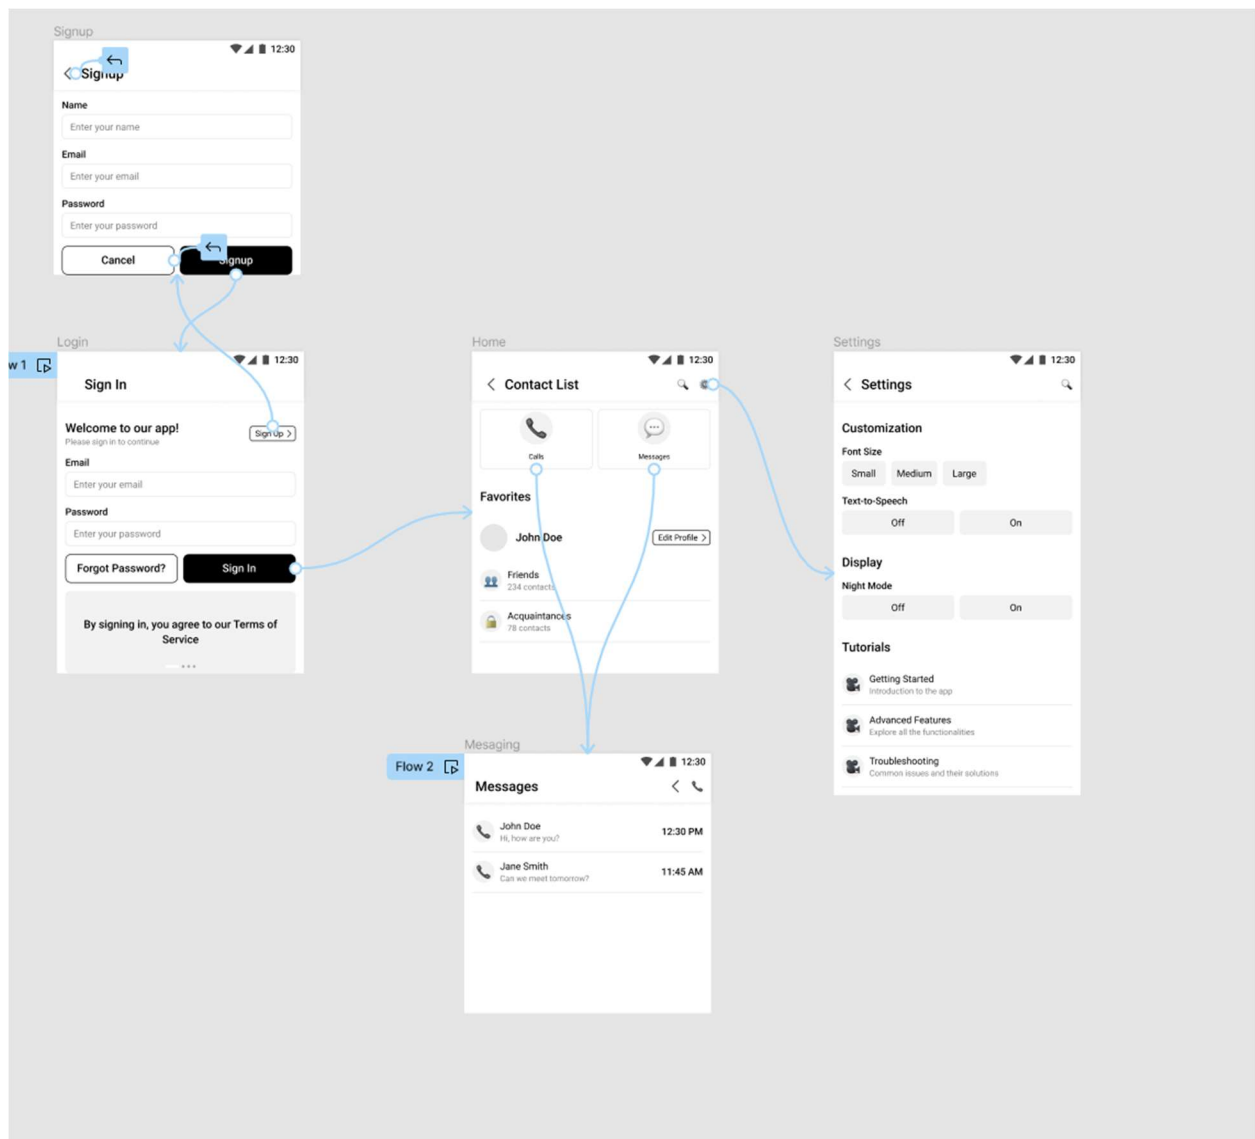 Signup
12:30
Signup
Name
Enter your name
Email
Enter your email
Password
Enter your password
Cancel
Signup
Login
w 1
12:30
Sign In
Welcome to our app!
Please sign in to continue
Sign Up >
Email
Enter your email
Password
Enter your password
Forgot Password?
Sign In
By signing in, you agree to our Terms of
Service
Home
12:30
Contact List
Calls
Messages
Favorites
John Doe
Edit Profile >
Friends
234 contacts
Acquaintances
78 contacts
Settings
12:30
Settings
Customization
Font Size
Small Medium Large
Text-to-Speech
Off On
Display
Night Mode
Off On
Tutorials
Getting Started
Introduction to the app
Advanced Features
Explore all the functionalities
Troubleshooting
Common issues and their solutions
Mesaging
Flow 2
12:30
Messages
John Doe
Hi, how are you?
12:30 PM
Jane Smith
Can we meet tomorrow?
11:45 AM